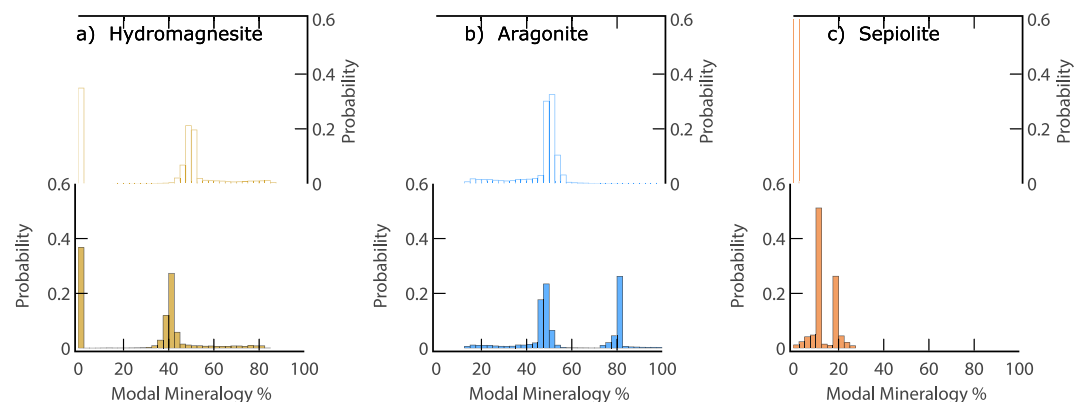 a) Hydromagnesite
b) Aragonite
c) Sepiolite
0.6 0.6 0.6
0.4 0.4 0.4
0.2 0.2 0.2
0 0 0
Probability Probability Probability
0.6 0.6 0.6
0.4 0.4 0.4
0.2 0.2 0.2
0 0 0
Probability Probability Probability
0 20 40 60 80 100 0 20 40 60 80 100 0 20 40 60 80 100
Modal Mineralogy % Modal Mineralogy % Modal Mineralogy %